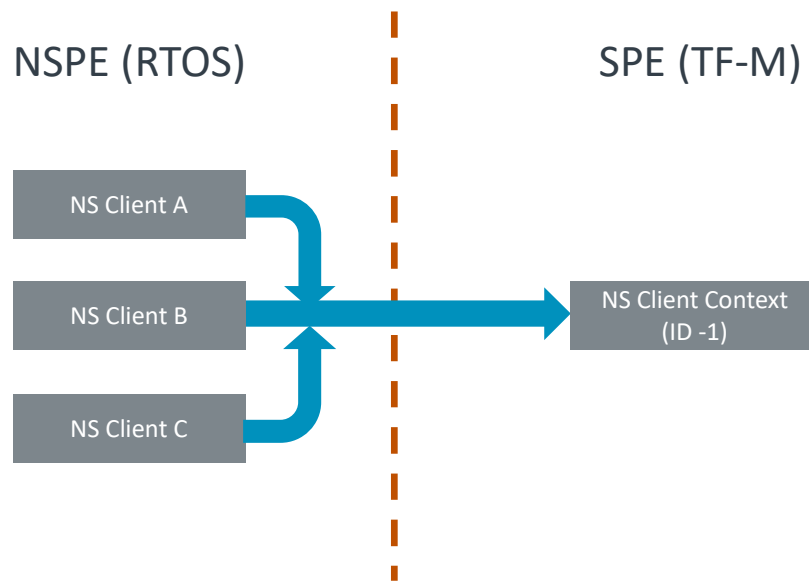 NSPE (RTOS)
SPE (TF-M)
NS Client A
NS Client B
NS Client Context
(ID -1)
NS Client C